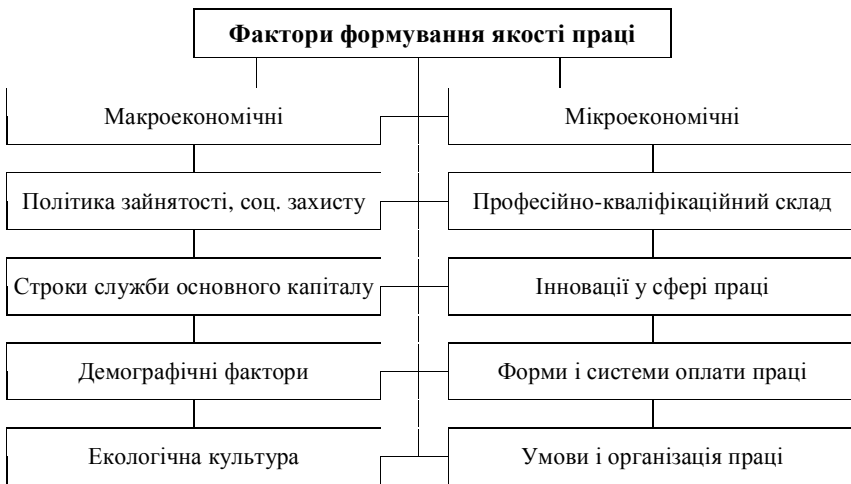 Фактори формування якості праці
Макроекономічні
Мікроекономічні
Політика зайнятості, соц. захисту
Професійно-кваліфікаційний склад
Строки служби основного капіталу
Інновації у сфері праці
Демографічні фактори
Форми і системи оплати праці
Екологічна культура
Умови і організація праці